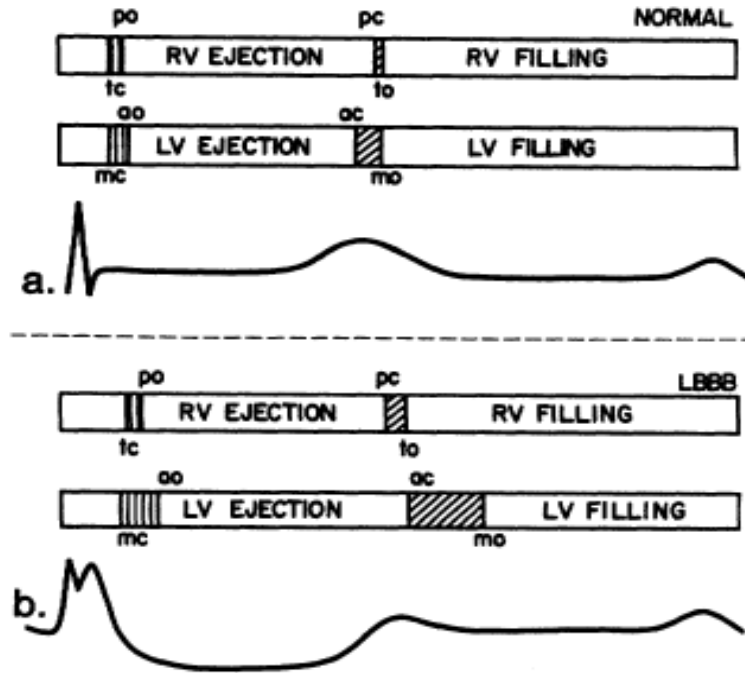 po pc NORMAL
RV EJECTION RV FILLING
tc to
ao ac
LV EJECTION LV FILLING
mc mo
a.
po pc LBBB
RV EJECTION RV FILLING
tc to
ao ac
LV EJECTION LV FILLING
mc mo
b.